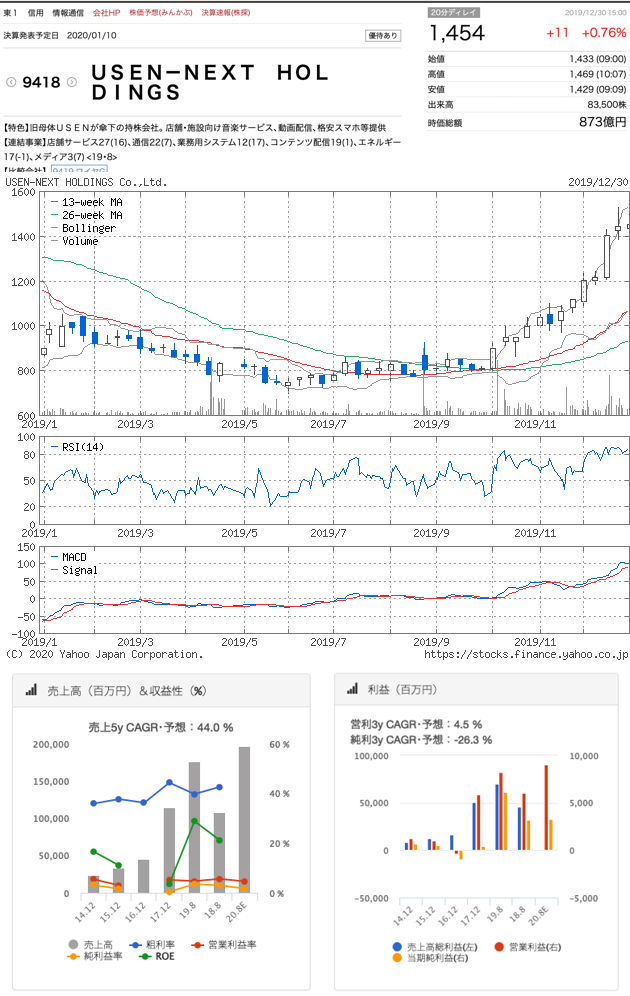 東1 信用 情報通信 会社HP 株価予想(みんかぶ) 決算速報(株探)
決算発表予定日 2020/01/10 優待あり
9418 ＵＳＥＮ－ＮＥＸＴ ＨＯＬ
ＤＩＮＧＳ
【特色】旧母体ＵＳＥＮが傘下の持株会社。店舗・施設向け音楽サービス、動画配信、格安スマホ等提供
【連結事業】店舗サービス27(16)、通信22(7)、業務用システム12(17)、コンテンツ配信19(1)、エネルギー
17(-1)、メディア3(7) <19・8>
【比較会社】
20分ディレイ 2019/12/30 15:00
1,454 +11 +0.76%
始値 1,433 (09:00)
高値 1,469 (10:07)
安値 1,429 (09:09)
出来高 83,500株
時価総額 873億円
USEN-NEXT HOLDINGS Co.,Ltd. 2019/12/30
1600
13-week MA
26-week MA
Bollinger
Volume
1400
1200
1000
800
600
2019/1 2019/3 2019/5 2019/7 2019/9 2019/11
100
RSI(14)
80
50
20
0
2019/1 2019/3 2019/5 2019/7 2019/9 2019/11
150
MACD
Signal
100
50
0
-50
-100
2019/1 2019/3 2019/5 2019/7 2019/9 2019/11
(C) 2020 Yahoo Japan Corporation. https://stocks.finance.yahoo.co.jp
売上高（百万円）＆収益性（%）
売上5y CAGR・予想：44.0 %
200,000 60 %
150,000
100,000 40 %
50,000 20 %
0 0 %
14.12 15.12 16.12 17.12 19.8 18.8 20.8E
売上高 粗利率 営業利益率
純利益率 ROE
利益（百万円）
営利3y CAGR・予想：4.5 %
純利3y CAGR・予想：-26.3 %
100,000 10,000
50,000 5,000
0 0
−50,000 −5,000
14.12 15.12 16.12 17.12 19.8 18.8 20.8E
売上高総利益(左) 営業利益(右)
当期純利益(右)